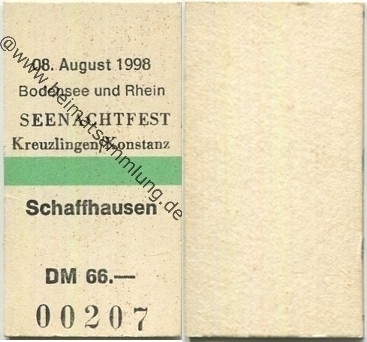 08. August 1998
Bodensee und Rhein
SEENACHTFEST
Kreuzlingen/Konstanz
Schaffhausen
DM 66.—
00207
@www.heimatsammlung.de